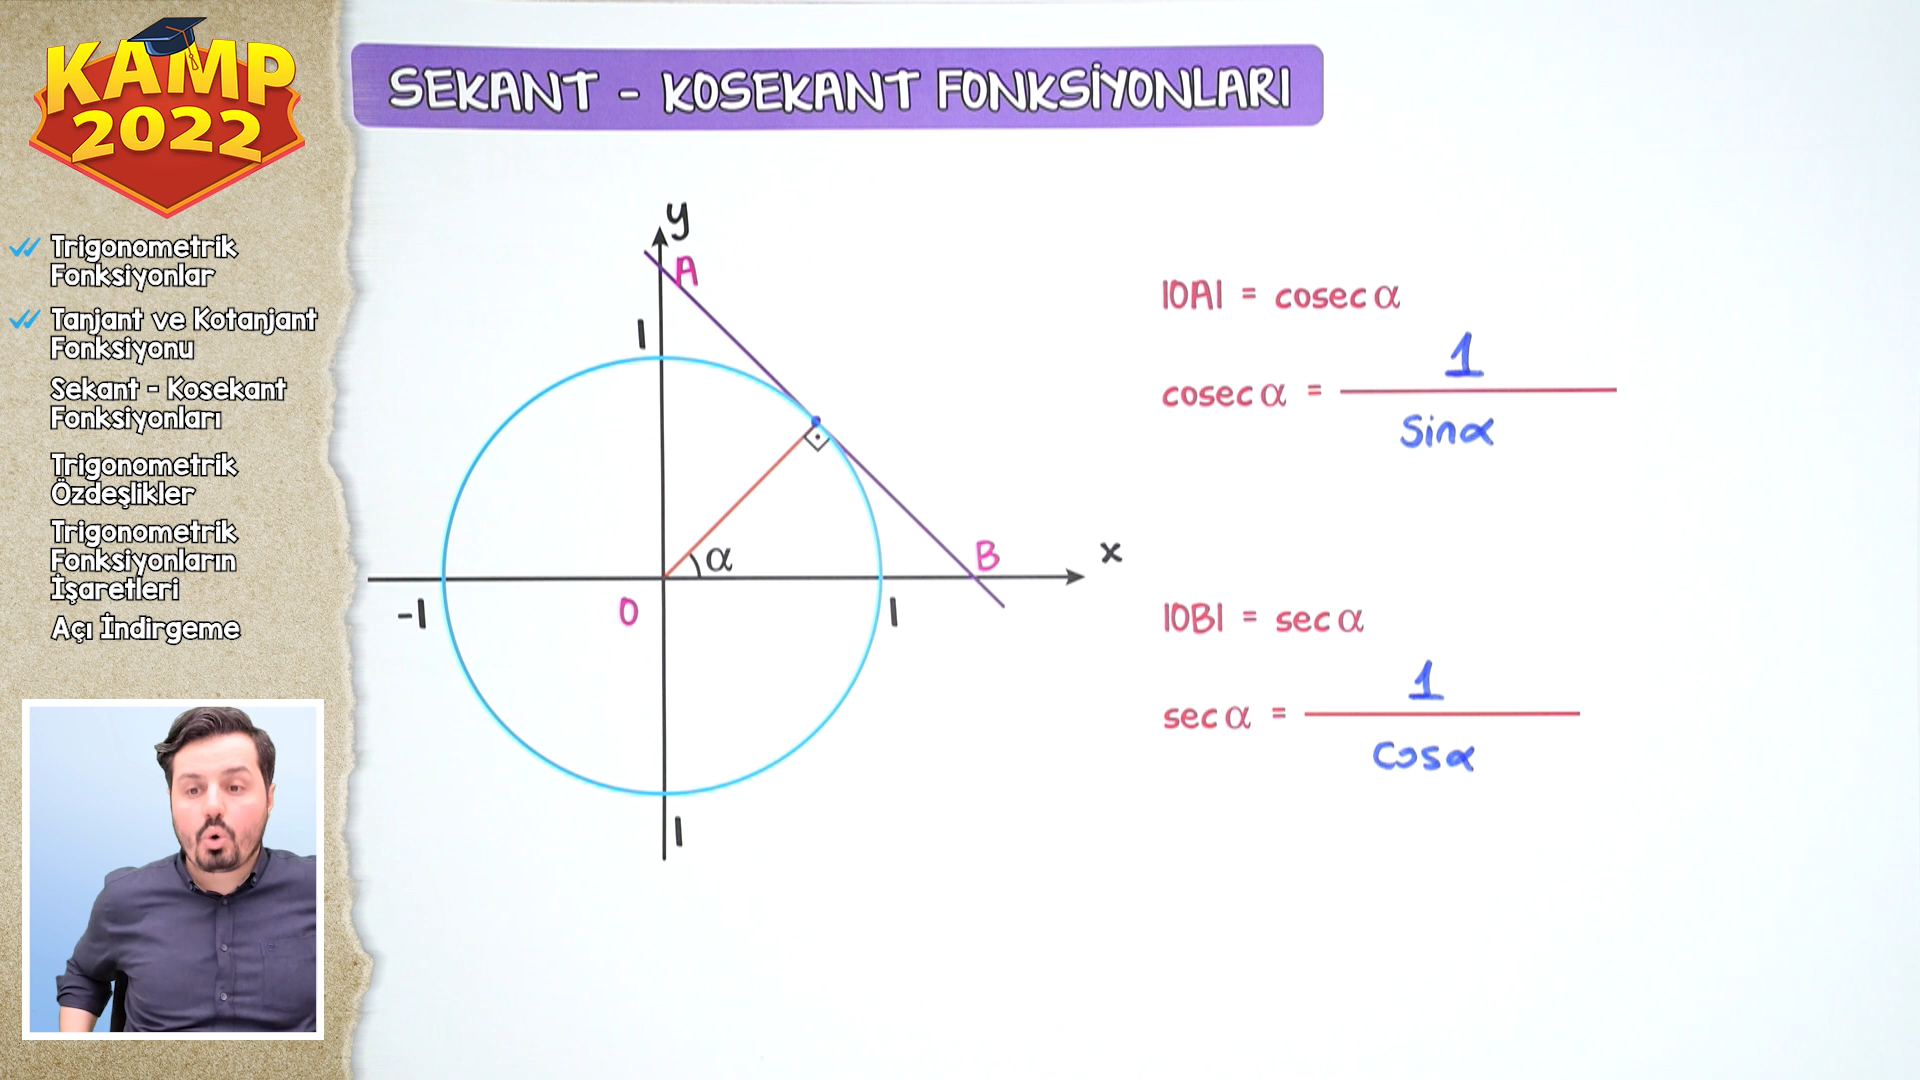 KAMP
2022
Trigonometrik
Fonksiyonlar
Tanjant ve Kotanjant
Fonksiyonu
Sekant - Kosekant
Fonksiyonları
Trigonometrik
Özdeşlikler
Trigonometrik
Fonksiyonların
İşaretleri
Açı İndirgeme
SEKANT - KOSEKANT FONKSİYONLARI
y
A
1
α
B
x
-1
O
1
1
|OA| = cosec α
cosec α = 1
sinα
|OB| = sec α
sec α = 1
cosα